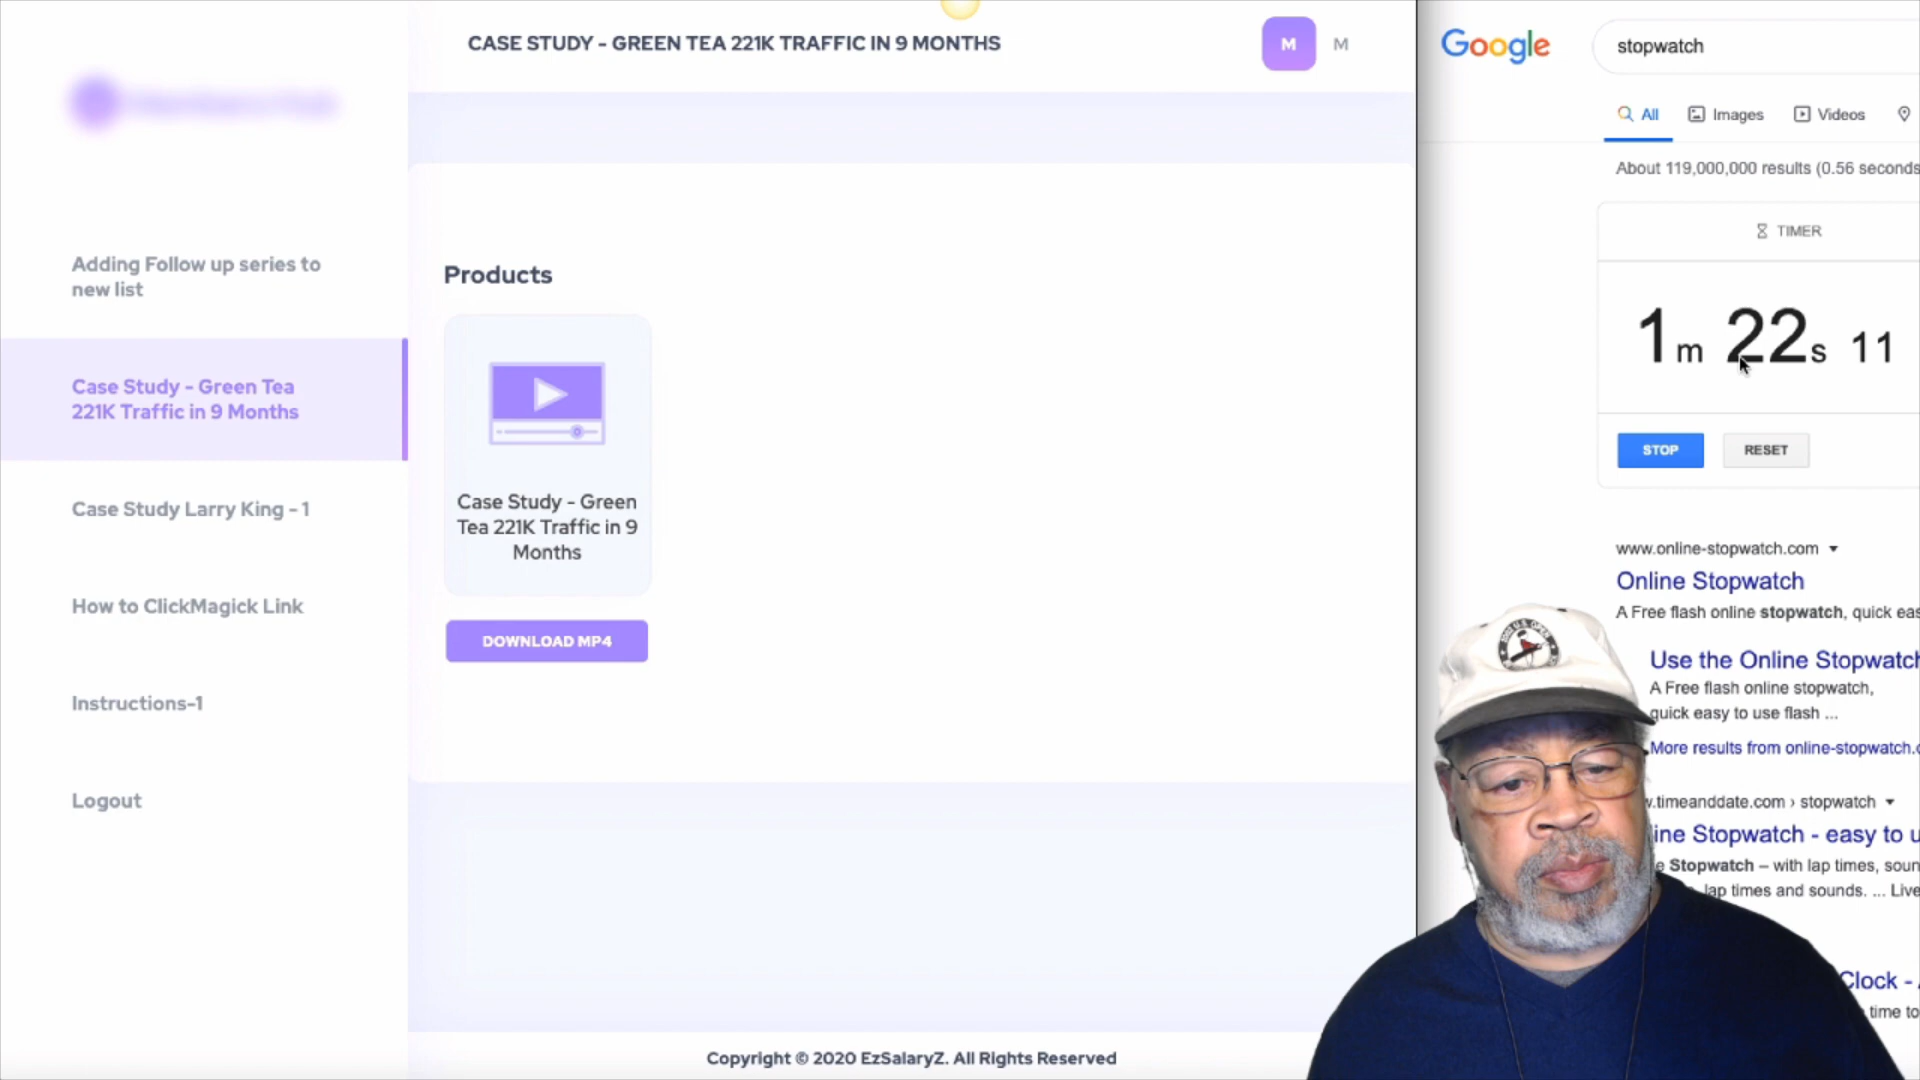 CASE STUDY - GREEN TEA 221K TRAFFIC IN 9 MONTHS
M
M
Adding Follow up series to
new list
Case Study - Green Tea
221K Traffic in 9 Months
Case Study Larry King - 1
How to ClickMagick Link
Instructions-1
Logout
Products
Case Study - Green
Tea 221K Traffic in 9
Months
DOWNLOAD MP4
Copyright © 2020 EzSalaryZ. All Rights Reserved
Google
stopwatch
All
Images
Videos
About 119,000,000 results (0.56 seconds
TIMER
1m 22s 11
STOP
RESET
www.online-stopwatch.com
Online Stopwatch
A Free flash online stopwatch, quick eas
Use the Online Stopwatch
A Free flash online stopwatch,
quick easy to use flash ...
More results from online-stopwatch.c
.timeanddate.com › stopwatch
ine Stopwatch - easy to u
e Stopwatch – with lap times, soun
lap times and sounds. ... Live
Clock -
time to